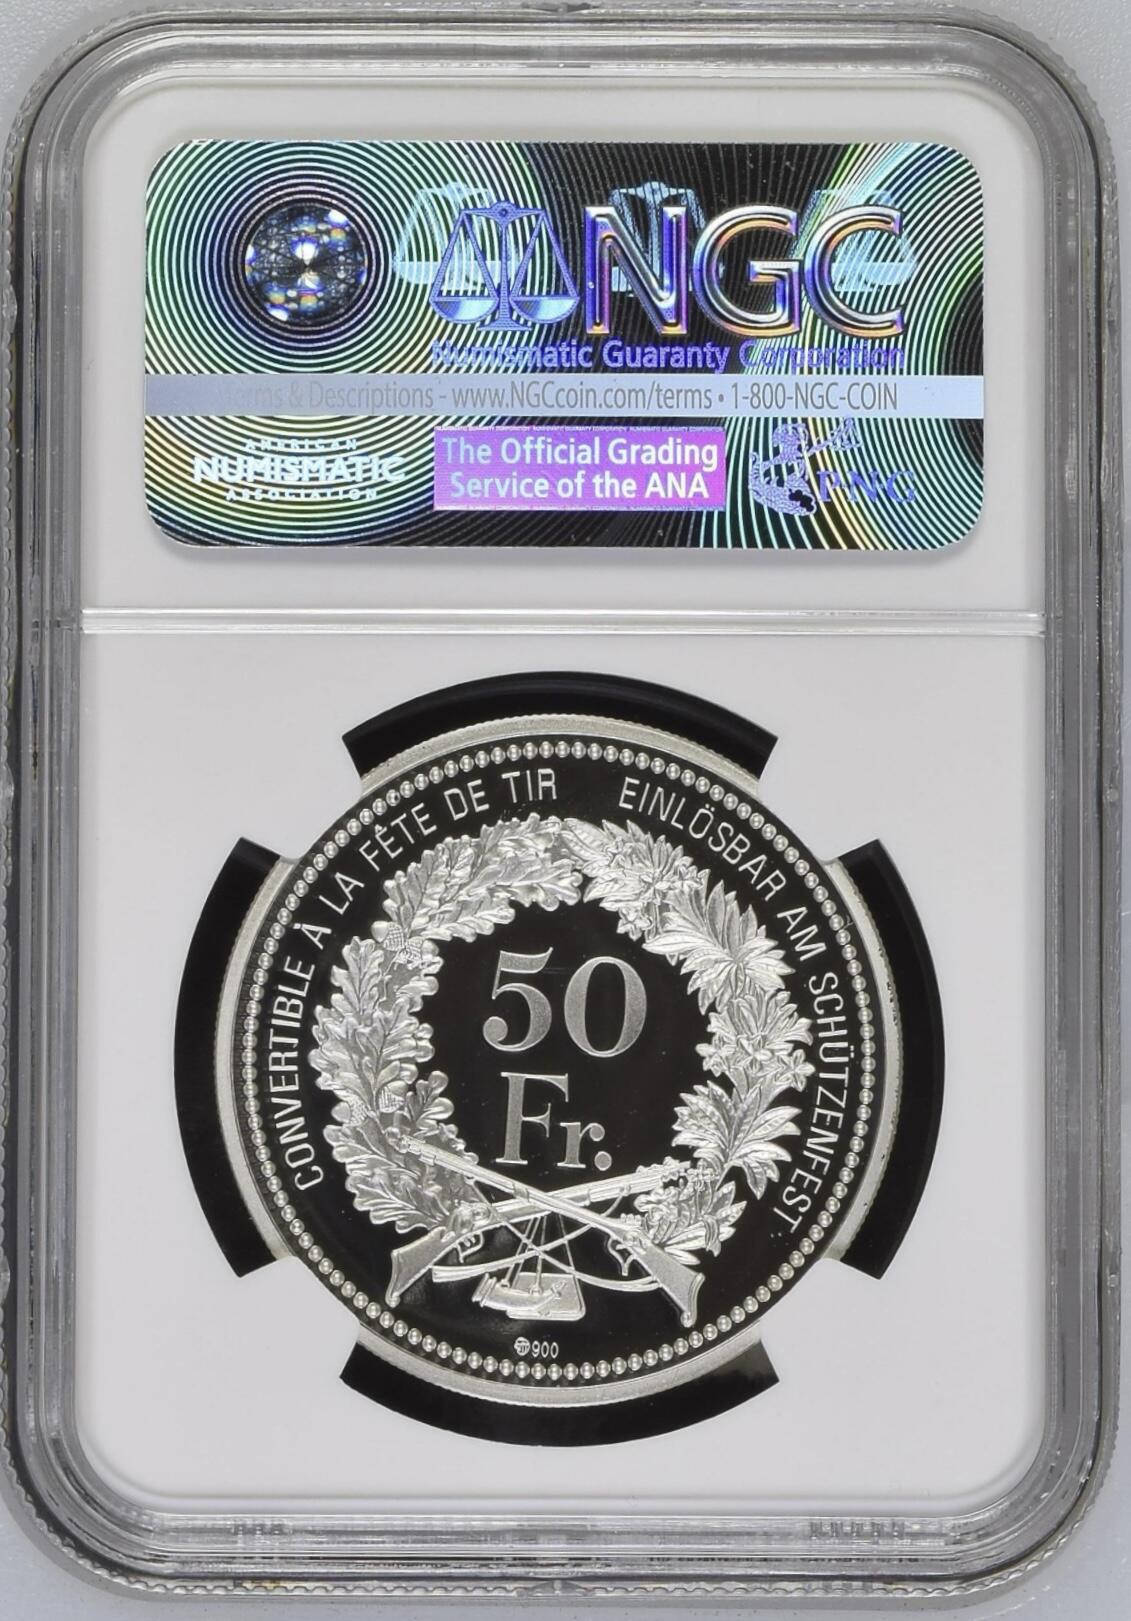 NGC
Numismatic Guaranty Corporation
Terms & Descriptions - www.NGCcoin.com/terms • 1-800-NGC-COIN
AMERICAN
NUMISMATIC
ASSOCIATION
The Official Grading
Service of the ANA
PNG
CONVERTIBLE À LA FÊTE DE TIR
EINLÖSBAR AM SCHÜTZENFEST
50
Fr.
900